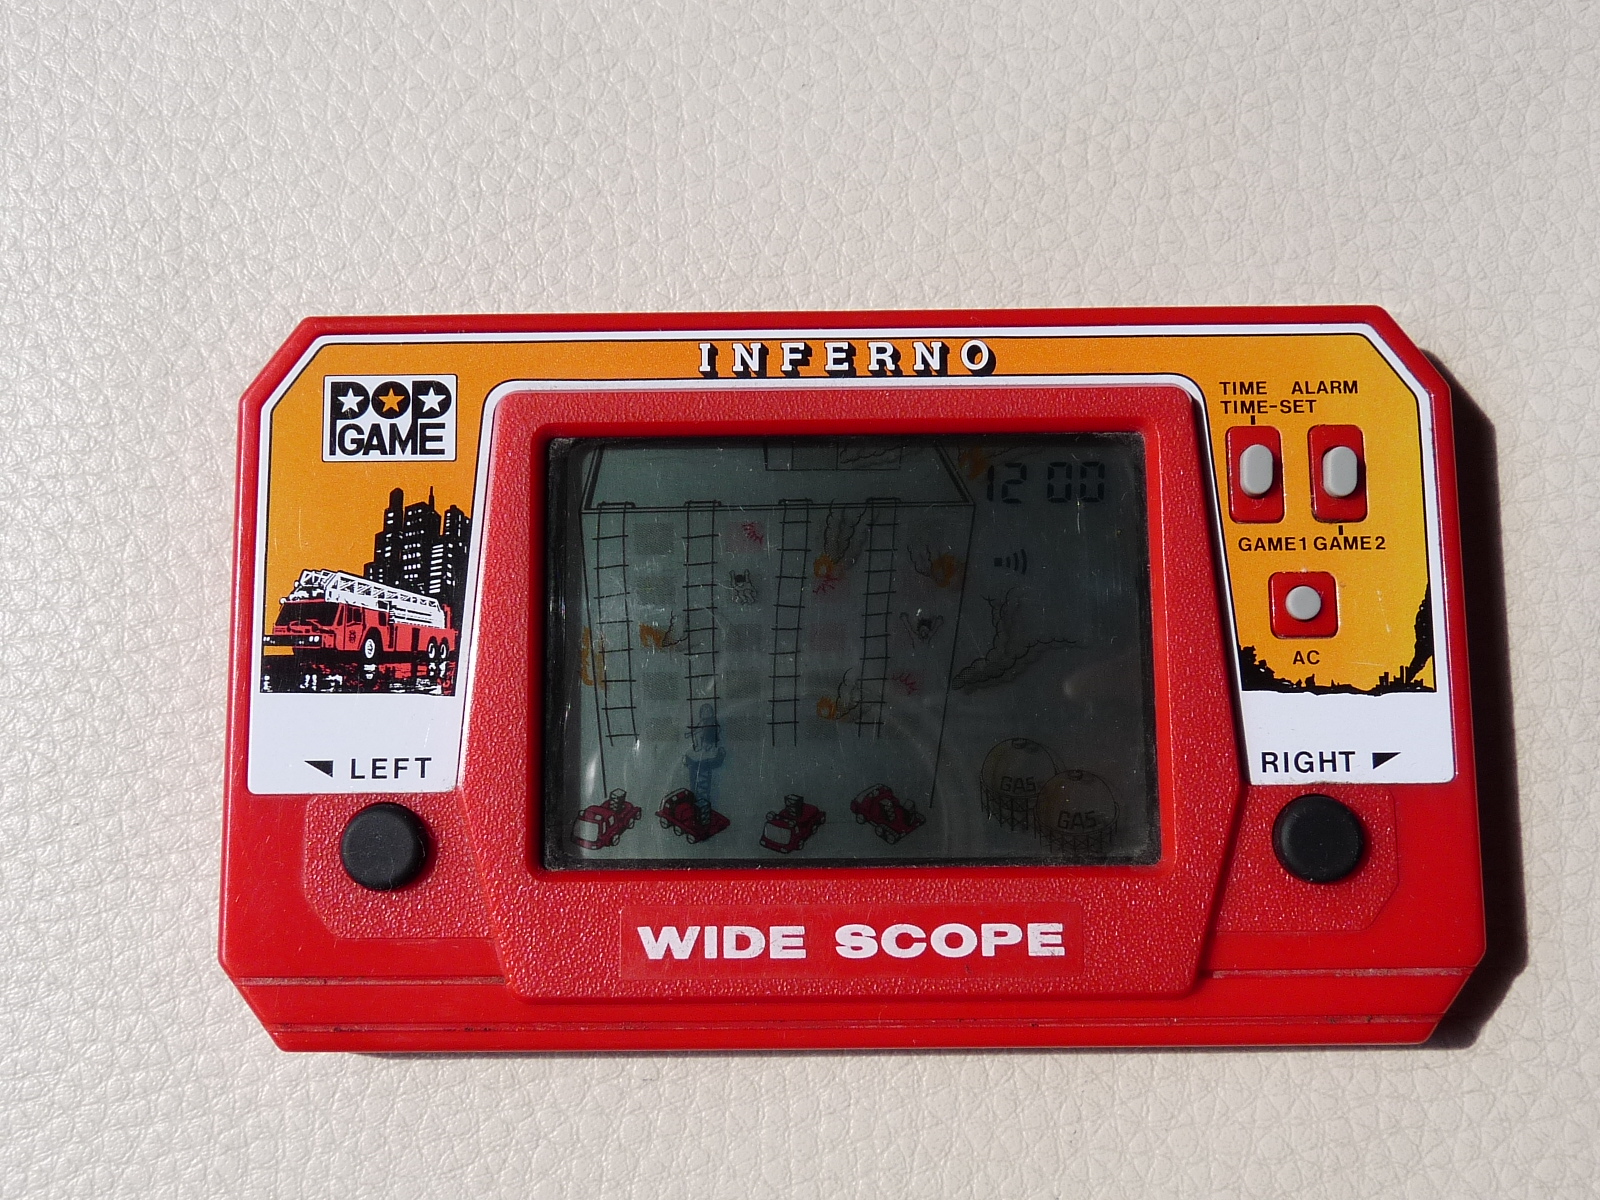 INFERNO
POP
GAME
TIME ALARM
TIME-SET
12 00
GAME1 GAME2
AC
LEFT
RIGHT
GAS
GAS
WIDE SCOPE